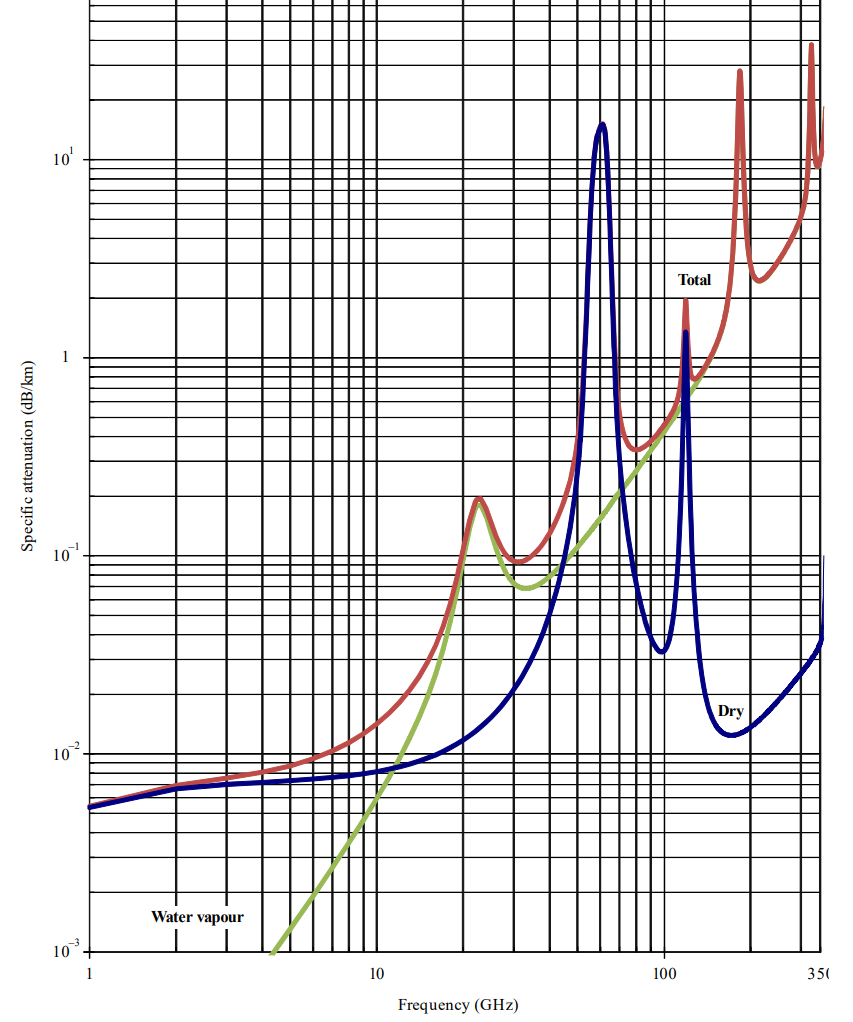 10¹
Total
1
Specific attenuation (dB/km)
10⁻¹
Dry
10⁻²
Water vapour
10⁻³
1
10
100
350
Frequency (GHz)